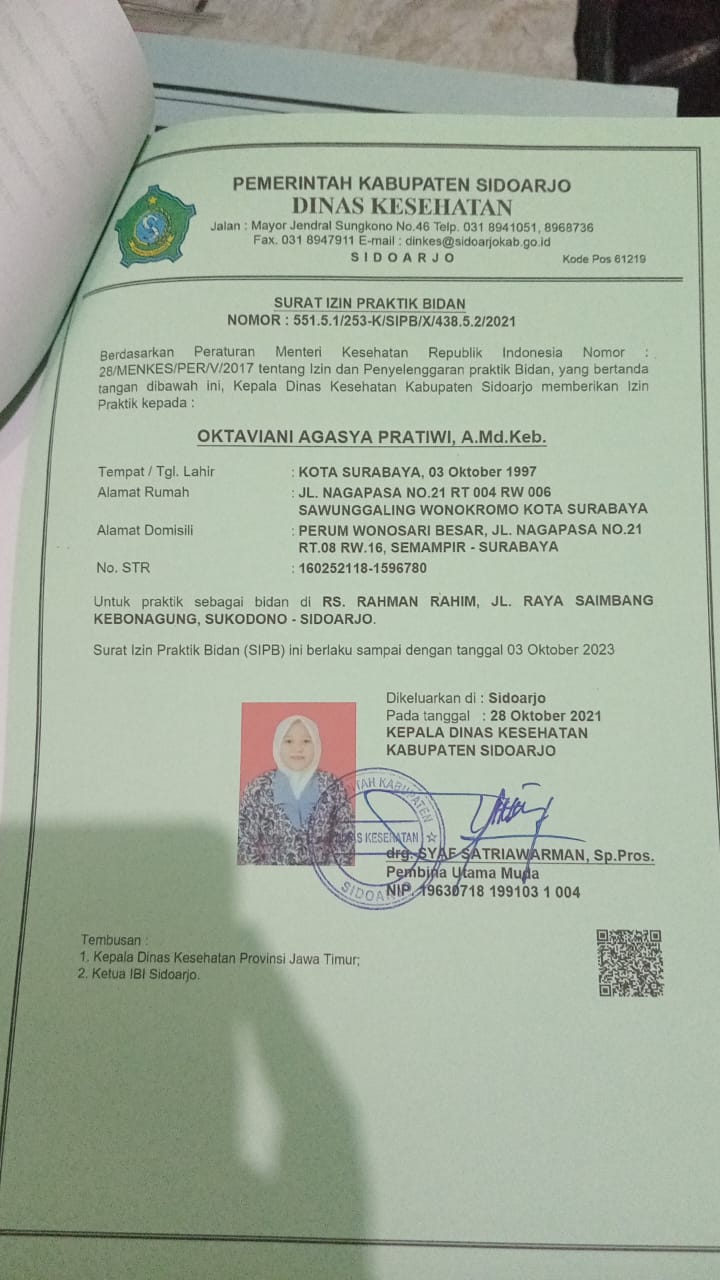 PEMERINTAH KABUPATEN SIDOARJO
DINAS KESEHATAN
Jalan : Mayor Jendral Sungkono No.46 Telp. 031 8941051, 8968736
Fax. 031 8947911 E-mail : dinkes@sidoarjokab.go.id
SIDOARJO Kode Pos 61219
SURAT IZIN PRAKTIK BIDAN
NOMOR : 551.5.1/253-K/SIPB/X/438.5.2/2021
Berdasarkan Peraturan Menteri Kesehatan Republik Indonesia Nomor :
28/MENKES/PER/V/2017 tentang Izin dan Penyelenggaran praktik Bidan, yang bertanda
tangan dibawah ini, Kepala Dinas Kesehatan Kabupaten Sidoarjo memberikan Izin
Praktik kepada :
OKTAVIANI AGASYA PRATIWI, A.Md.Keb.
Tempat / Tgl. Lahir : KOTA SURABAYA, 03 Oktober 1997
Alamat Rumah : JL. NAGAPASA NO.21 RT 004 RW 006
SAWUNGGALING WONOKROMO KOTA SURABAYA
Alamat Domisili : PERUM WONOSARI BESAR, JL. NAGAPASA NO.21
RT.08 RW.16, SEMAMPIR - SURABAYA
No. STR : 160252118-1596780
Untuk praktik sebagai bidan di RS. RAHMAN RAHIM, JL. RAYA SAIMBANG
KEBONAGUNG, SUKODONO - SIDOARJO.
Surat Izin Praktik Bidan (SIPB) ini berlaku sampai dengan tanggal 03 Oktober 2023
Dikeluarkan di : Sidoarjo
Pada tanggal : 28 Oktober 2021
KEPALA DINAS KESEHATAN
KABUPATEN SIDOARJO
KABUPATEN
KESEHATAN
drg. SYAF SATRIAWARMAN, Sp.Pros.
Pembina Utama Muda
NIP. 19630718 199103 1 004
Tembusan :
1. Kepala Dinas Kesehatan Provinsi Jawa Timur;
2. Ketua IBI Sidoarjo.